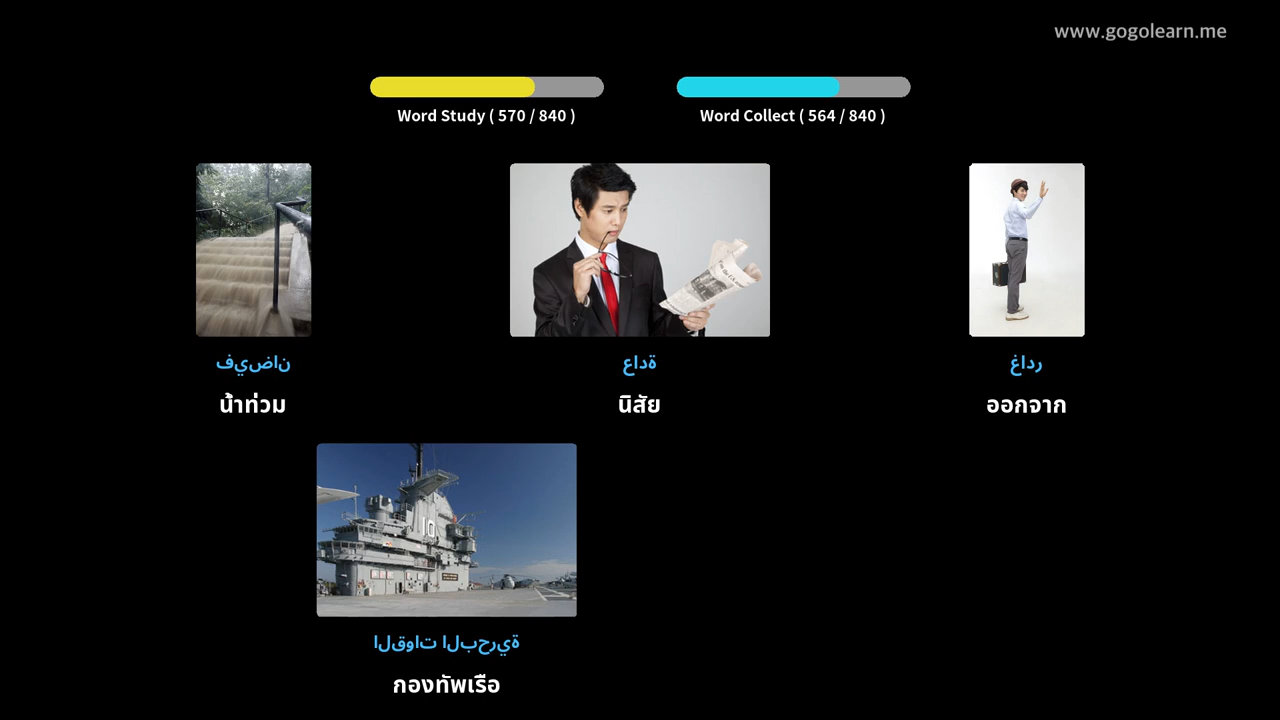 www.gogolearn.me
Word Study ( 570 / 840 )
Word Collect ( 564 / 840 )
فيضان
น้าท่วม
عادة
นิสัย
غادر
ออกจาก
القوات البحرية
กองทัพเรือ